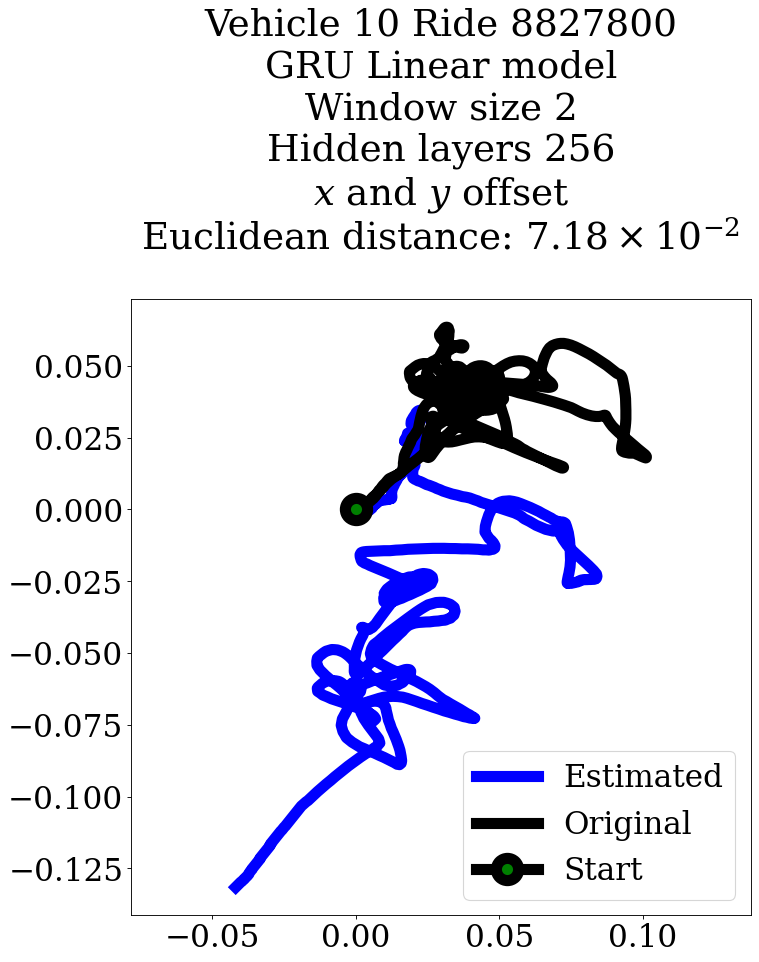 Vehicle 10 Ride 8827800
GRU Linear model
Window size 2
Hidden layers 256
x and y offset
Euclidean distance: 7.18 × 10⁻²
0.050
0.025
0.000
−0.025
−0.050
−0.075
−0.100
−0.125
Estimated
Original
Start
−0.05 0.00 0.05 0.10